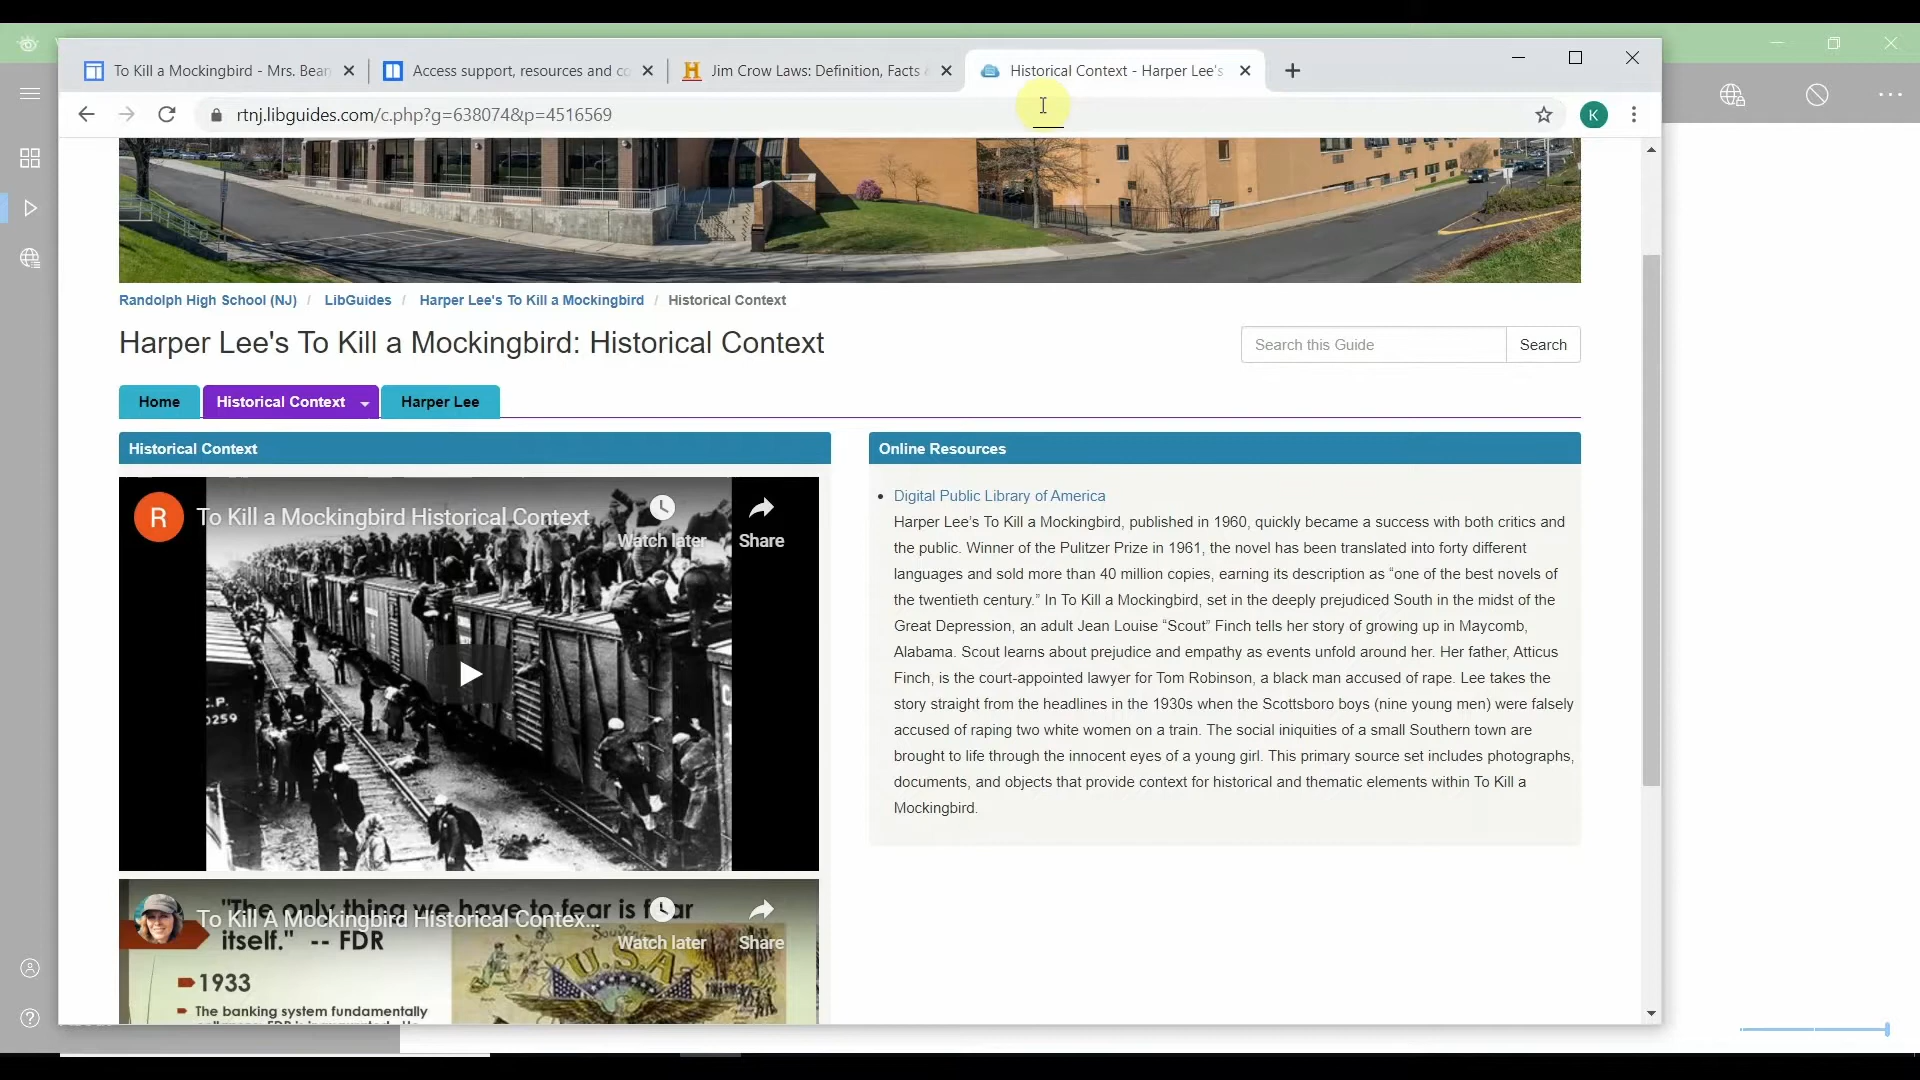 To Kill a Mockingbird - Mrs. Bean
Access support, resources and co
Jim Crow Laws: Definition, Facts &
Historical Context - Harper Lee's
rtnj.libguides.com/c.php?g=638074&p=4516569
K
Randolph High School (NJ) / LibGuides / Harper Lee's To Kill a Mockingbird / Historical Context
Harper Lee's To Kill a Mockingbird: Historical Context
Search this Guide
Search
Home
Historical Context
Harper Lee
Historical Context
R
To Kill a Mockingbird Historical Context
Watch later
Share
C.P.
0259
"The only thing we have to fear is fear
To Kill A Mockingbird Historical Contex...
itself." -- FDR
Watch later
Share
1933
U.S.A
The banking system fundamentally
Online Resources
Digital Public Library of America
Harper Lee's To Kill a Mockingbird, published in 1960, quickly became a success with both critics and
the public. Winner of the Pulitzer Prize in 1961, the novel has been translated into forty different
languages and sold more than 40 million copies, earning its description as “one of the best novels of
the twentieth century.” In To Kill a Mockingbird, set in the deeply prejudiced South in the midst of the
Great Depression, an adult Jean Louise “Scout” Finch tells her story of growing up in Maycomb,
Alabama. Scout learns about prejudice and empathy as events unfold around her. Her father, Atticus
Finch, is the court-appointed lawyer for Tom Robinson, a black man accused of rape. Lee takes the
story straight from the headlines in the 1930s when the Scottsboro boys (nine young men) were falsely
accused of raping two white women on a train. The social iniquities of a small Southern town are
brought to life through the innocent eyes of a young girl. This primary source set includes photographs,
documents, and objects that provide context for historical and thematic elements within To Kill a
Mockingbird.